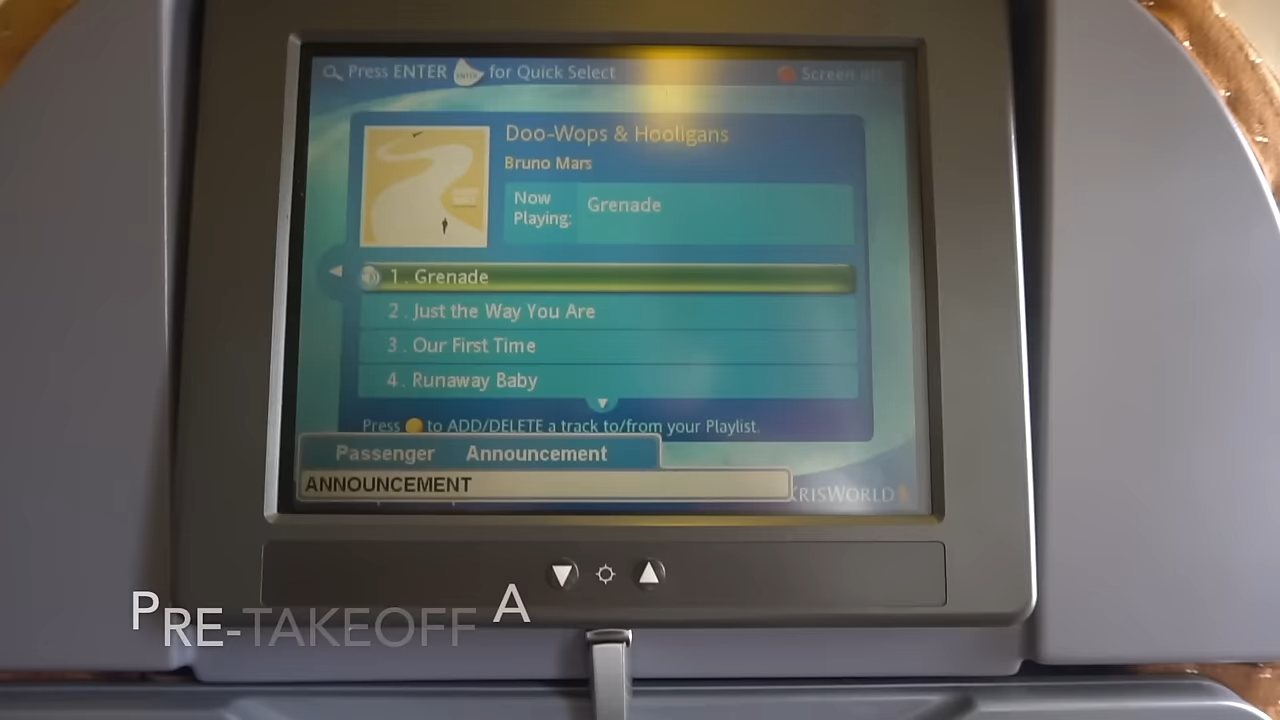 Press ENTER ENTER for Quick Select
Screen off
Doo-Wops & Hooligans
Bruno Mars
Now Playing:
Grenade
1. Grenade
2. Just the Way You Are
3. Our First Time
4. Runaway Baby
Press to ADD/DELETE a track to/from your Playlist.
Passenger Announcement
ANNOUNCEMENT
KRISWORLD
PRE-TAKEOFF A